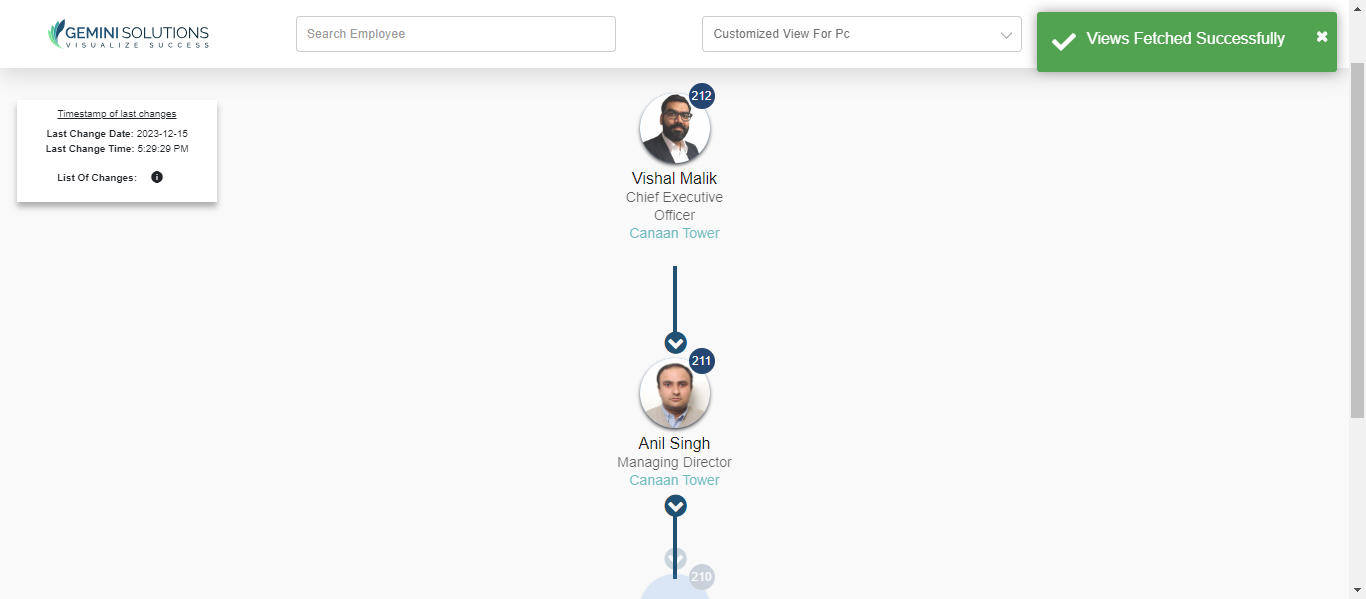 GEMINI SOLUTIONS
VISUALIZE SUCCESS
Search Employee
Customized View For Pc
Views Fetched Successfully
Timestamp of last changes
Last Change Date: 2023-12-15
Last Change Time: 5:29:29 PM
List Of Changes:
212
Vishal Malik
Chief Executive
Officer
Canaan Tower
211
Anil Singh
Managing Director
Canaan Tower
210